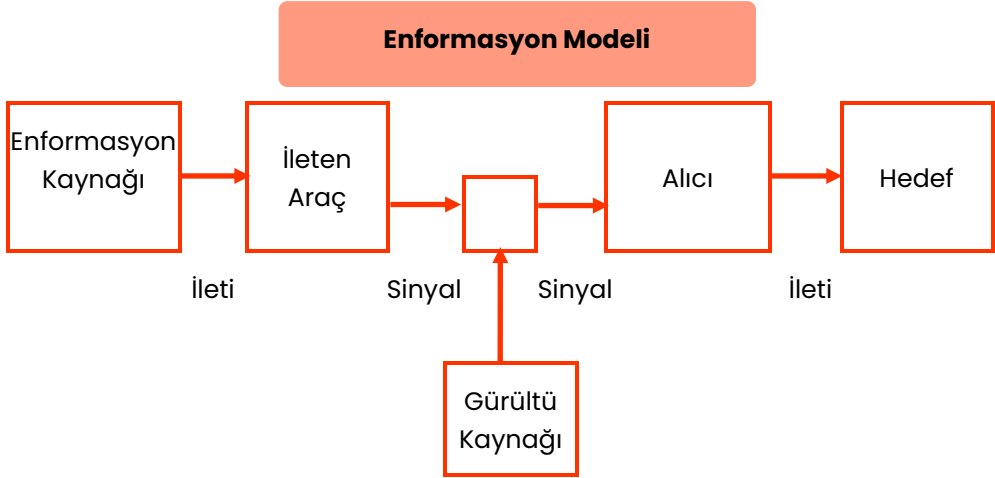 Enformasyon Modeli
Enformasyon
Kaynağı
İleten
Araç
Alıcı
Hedef
İleti
Sinyal
Sinyal
İleti
Gürültü
Kaynağı